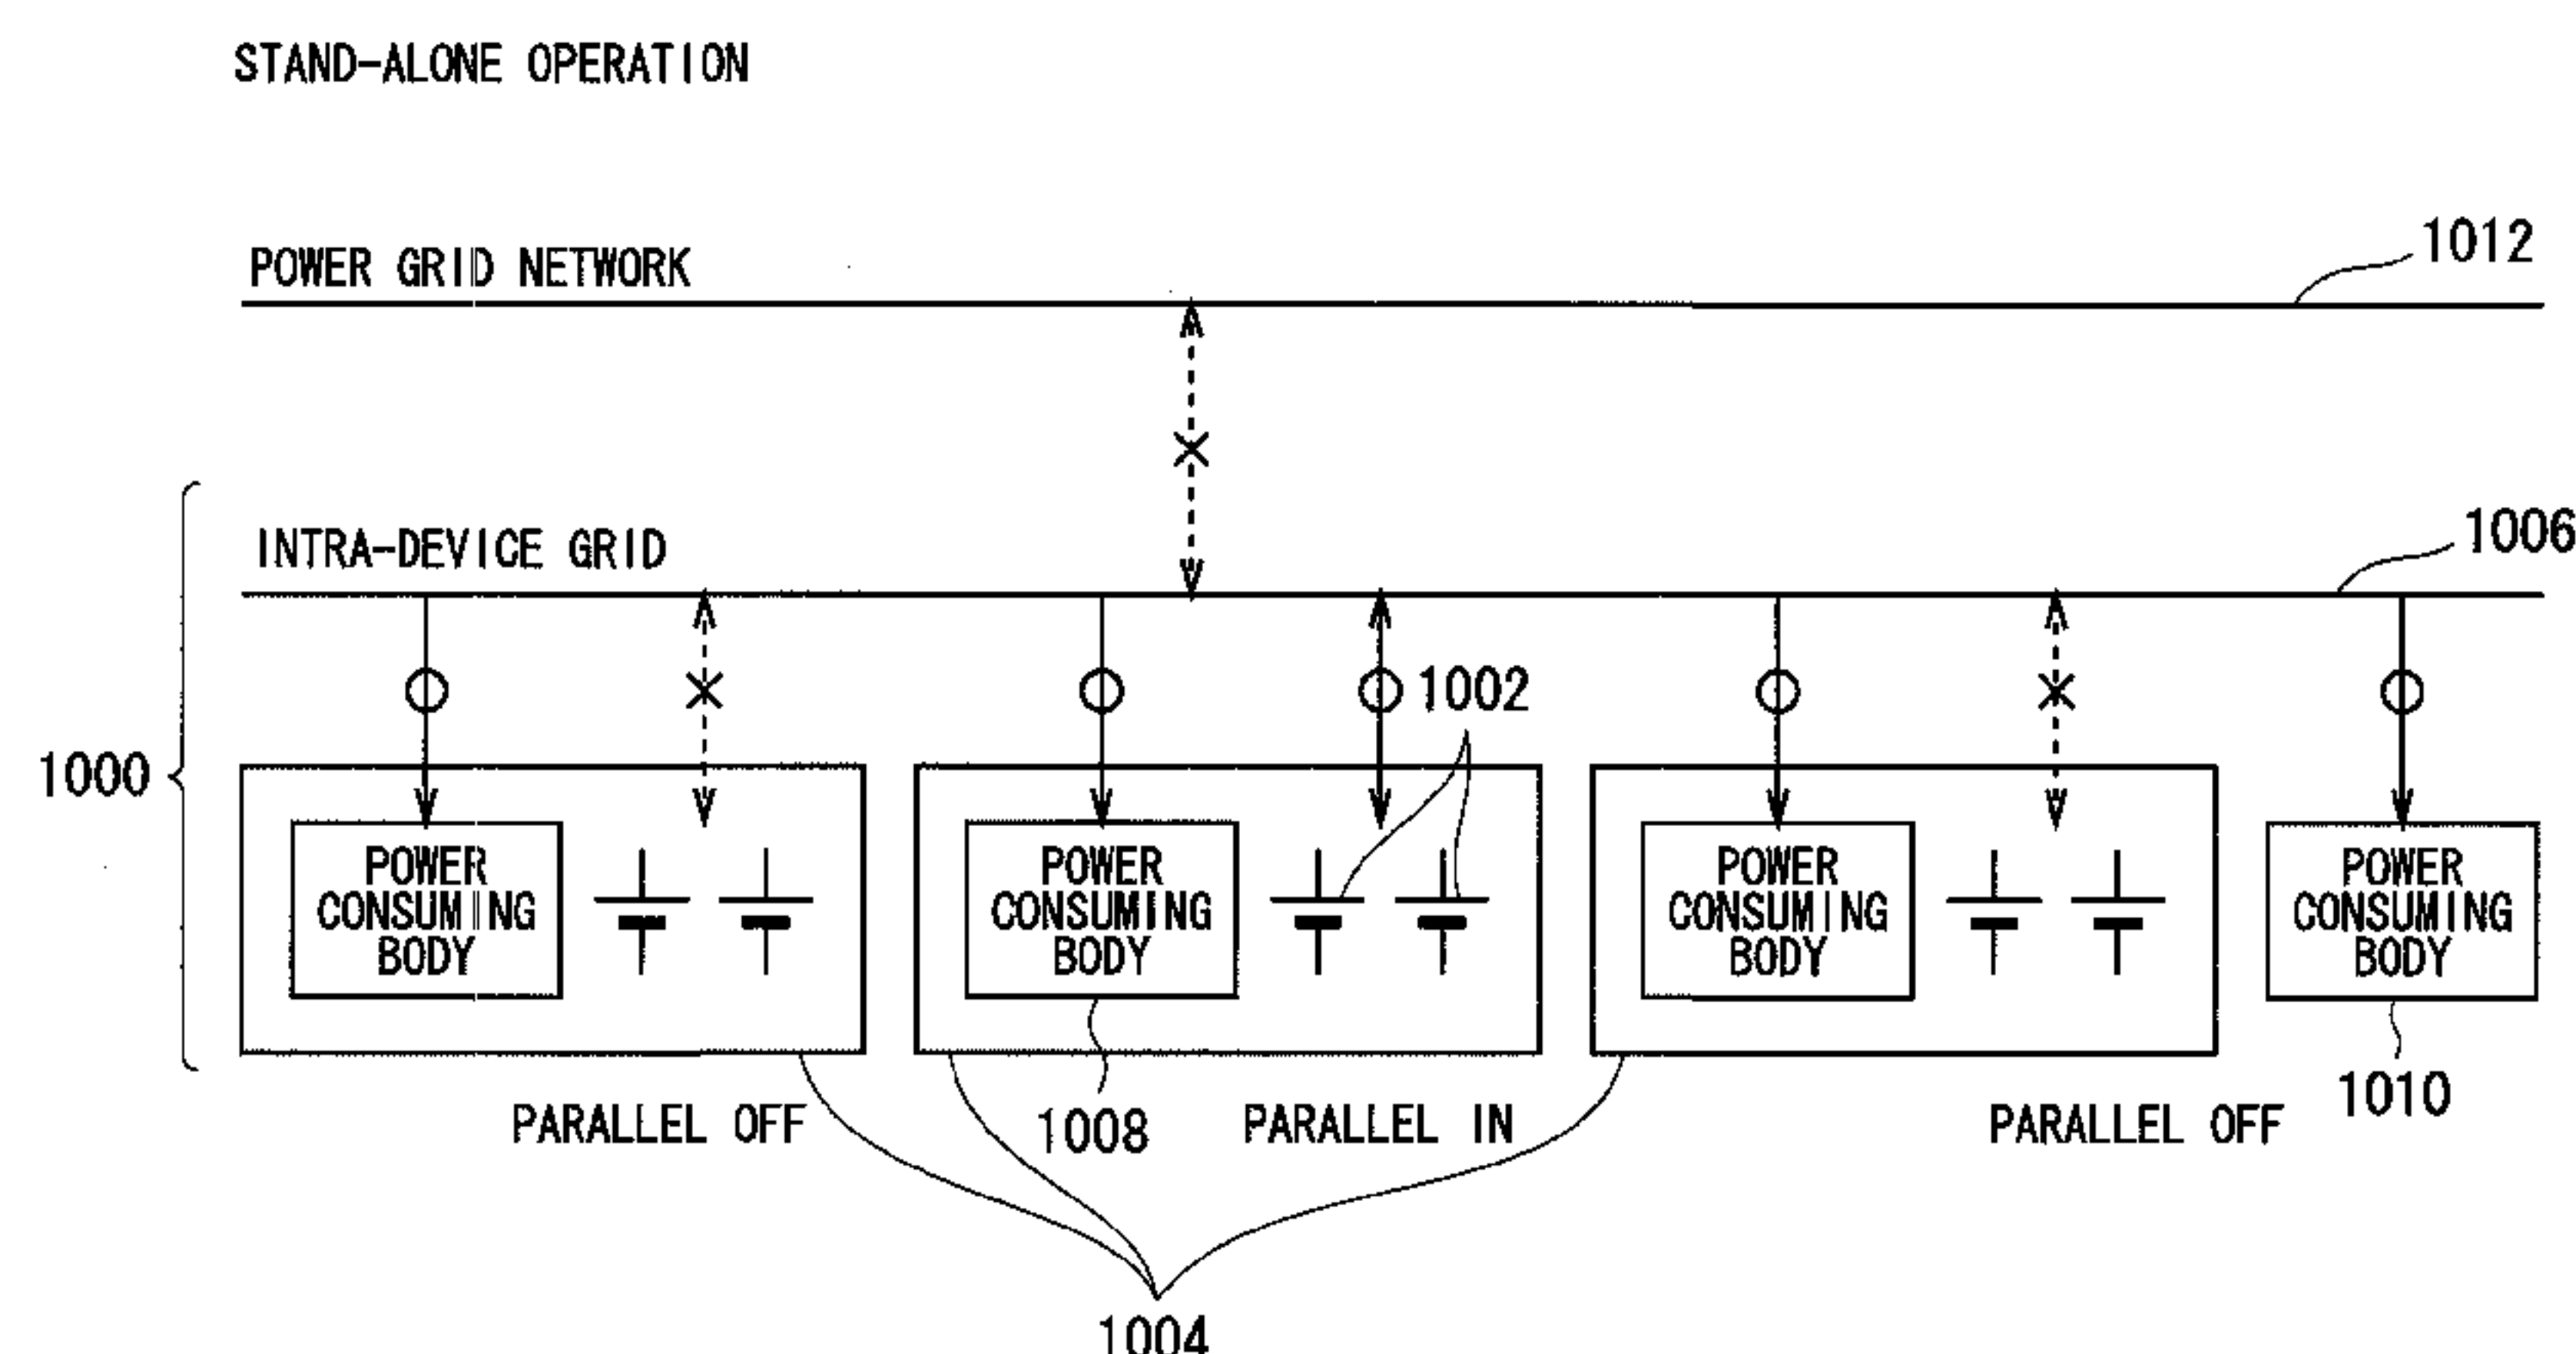 STAND-ALONE OPERATION
POWER GRID NETWORK
1012
INTRA-DEVICE GRID
1006
1002
1000
POWER
CONSUMING
BODY
POWER
CONSUMING
BODY
POWER
CONSUMING
BODY
POWER
CONSUMING
BODY
PARALLEL OFF
1008
PARALLEL IN
PARALLEL OFF
1010
1004